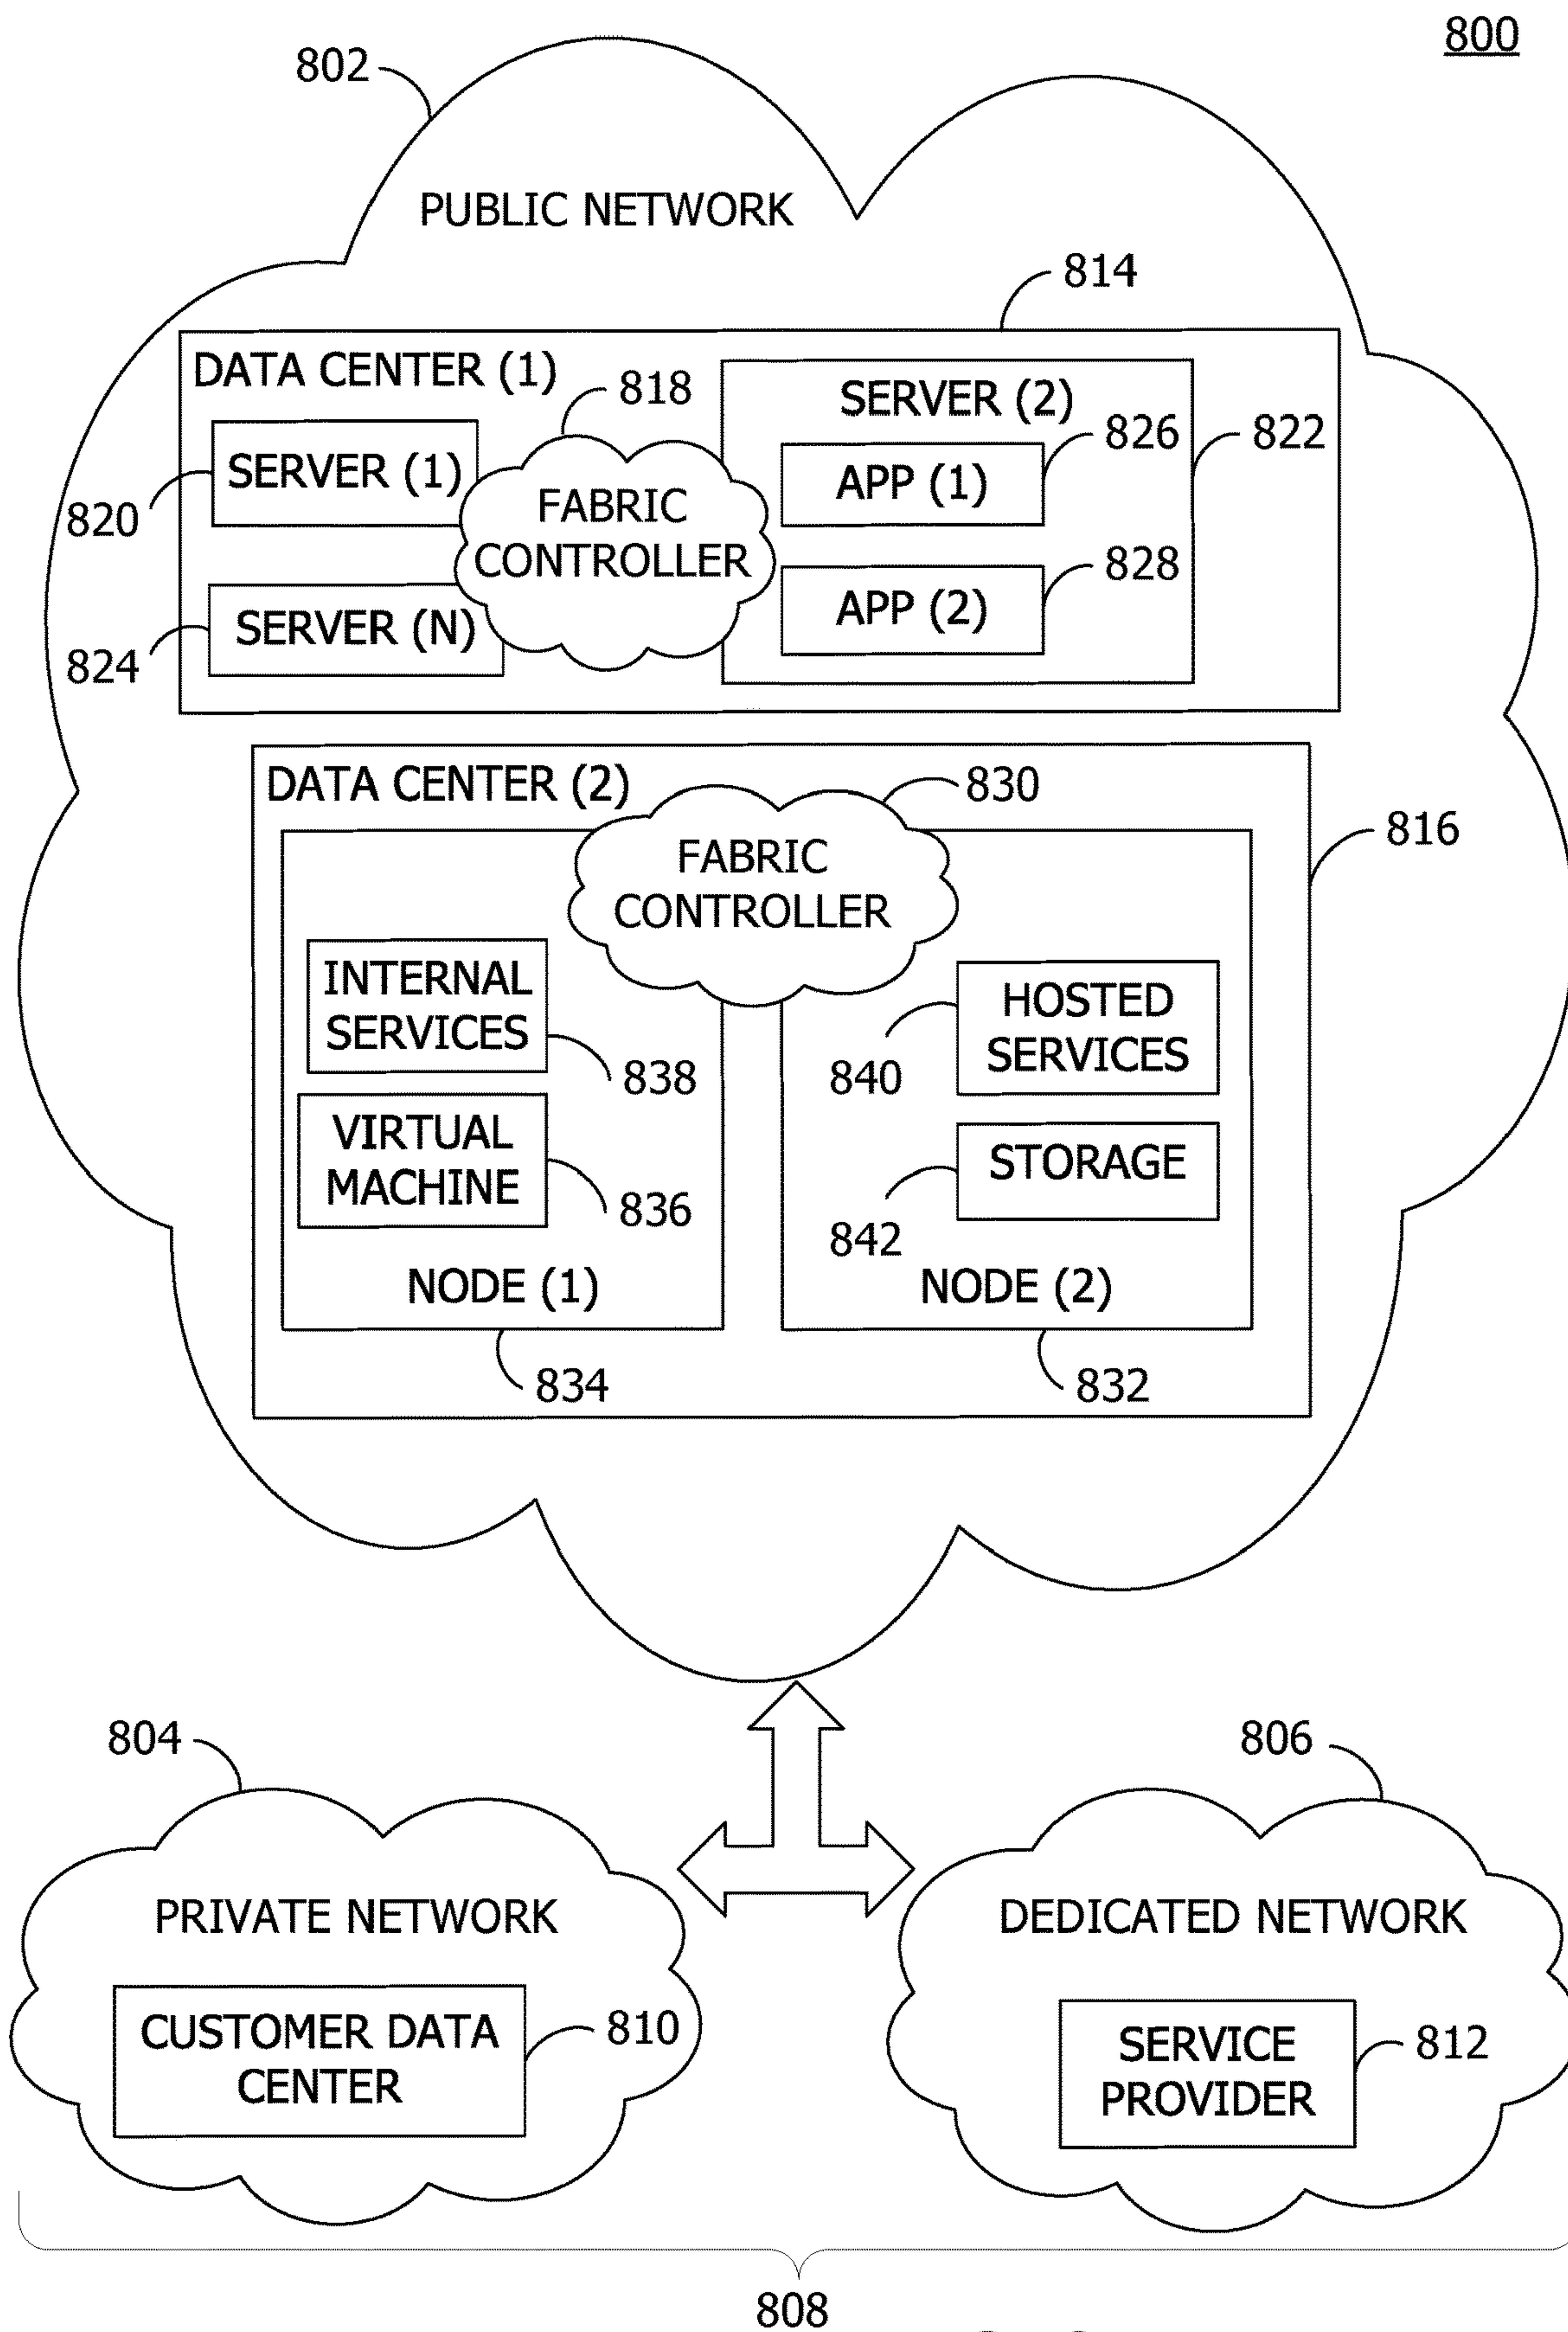 800
802
PUBLIC NETWORK
814
DATA CENTER (1)
818
SERVER (2)
826
822
SERVER (1)
APP (1)
820
FABRIC
CONTROLLER
828
APP (2)
SERVER (N)
824
DATA CENTER (2)
830
816
FABRIC
CONTROLLER
INTERNAL
SERVICES
838
HOSTED
SERVICES
840
VIRTUAL
MACHINE
836
STORAGE
842
NODE (1)
NODE (2)
834
832
804
806
PRIVATE NETWORK
DEDICATED NETWORK
CUSTOMER DATA
CENTER
810
SERVICE
PROVIDER
812
808